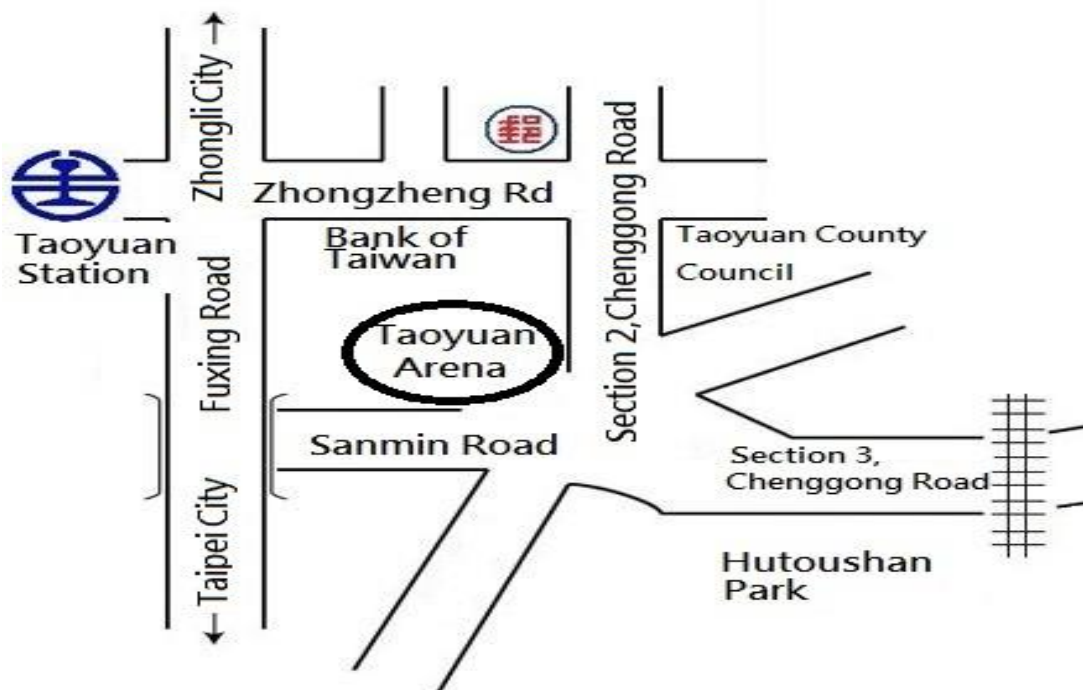 Zhongli City
Section 2,Chenggong Road
Zhongzheng Rd
Taoyuan
Station
Bank of
Taiwan
Taoyuan County
Council
Fuxing Road
Taoyuan
Arena
Sanmin Road
Section 3,
Chenggong Road
Taipei City
Hutoushan
Park